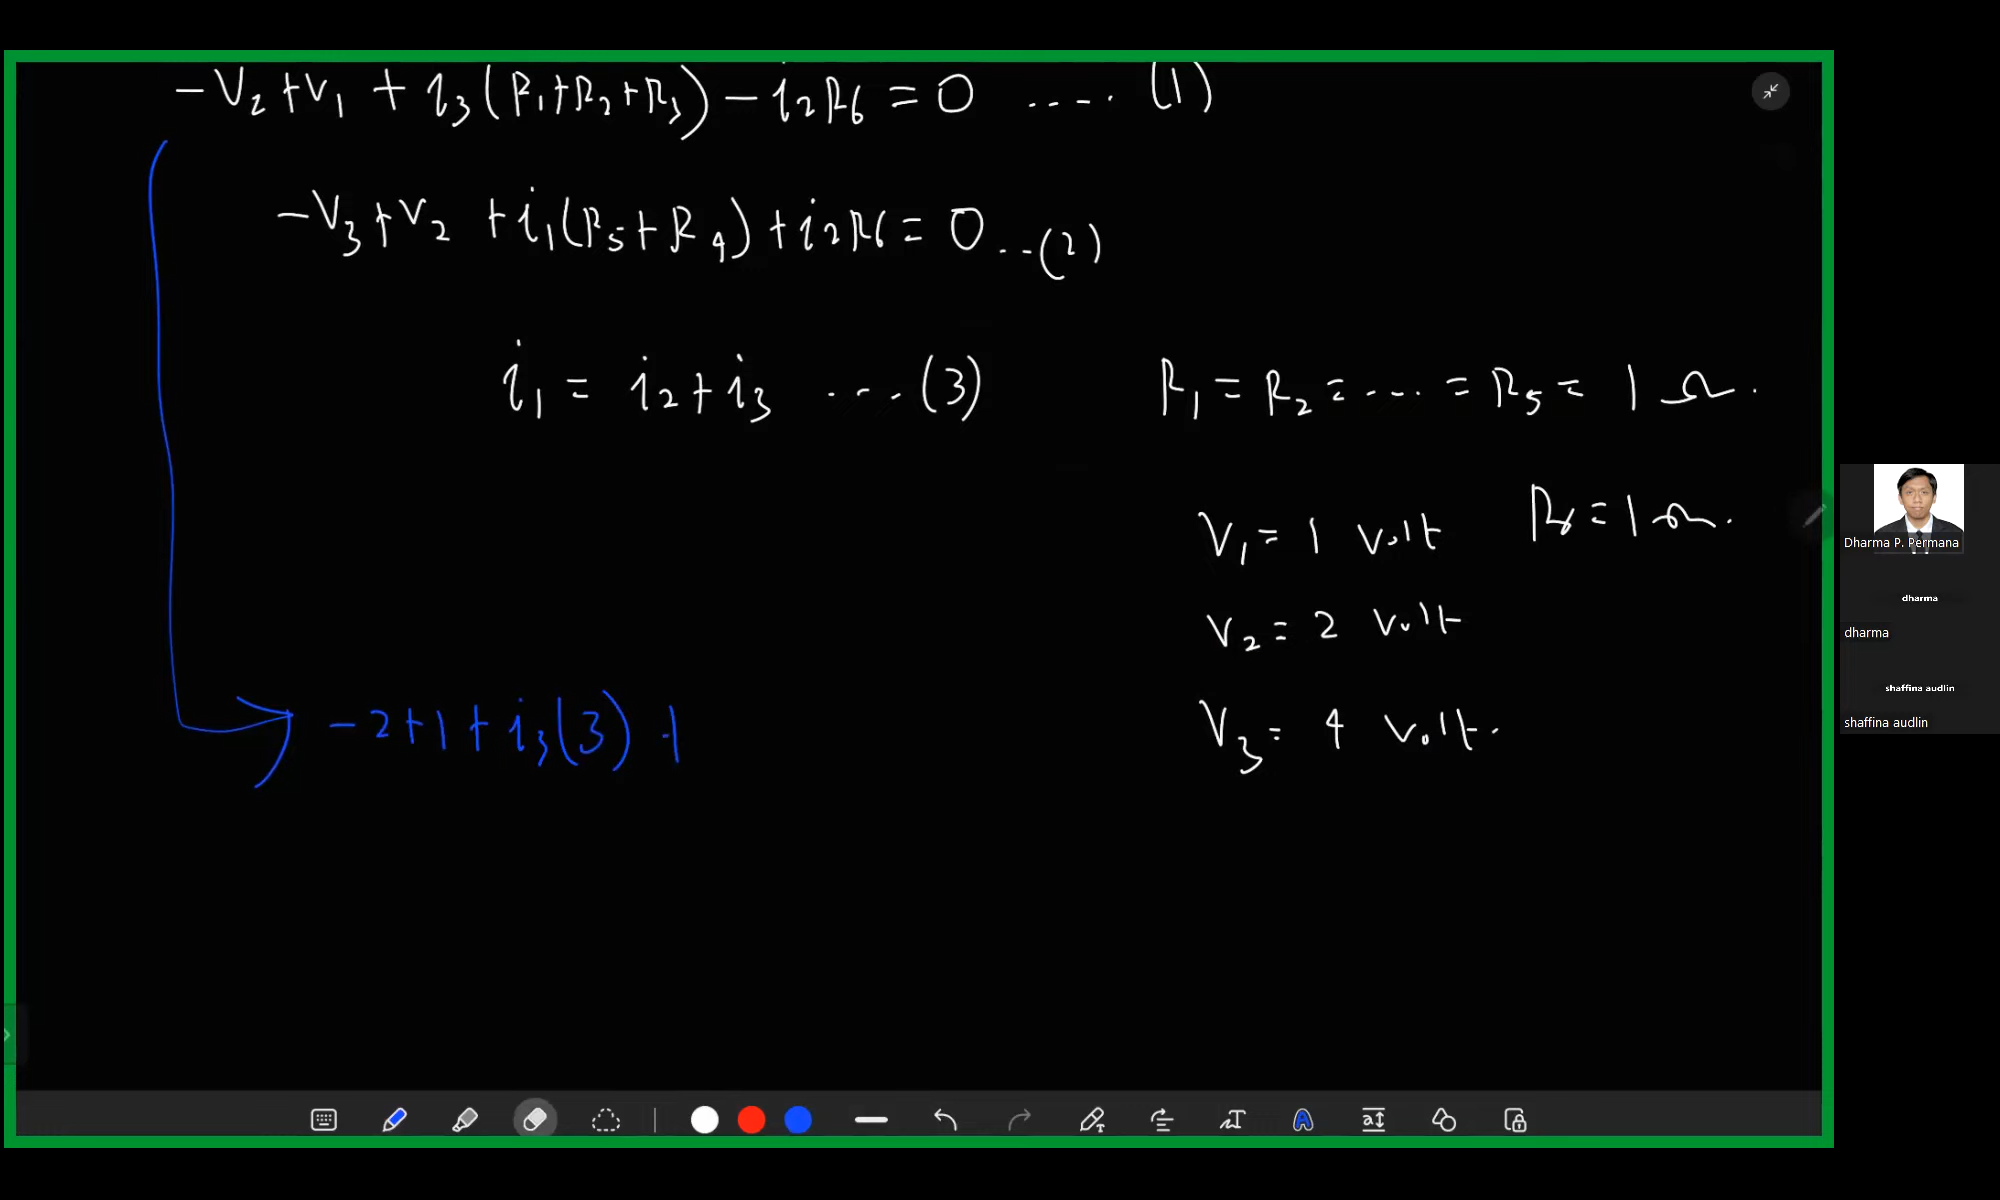 -V₂+V₁ + i₃(R₁+R₂+R₃) - i₂R₆ = 0 ..... (1)
-V₃+V₂ +i₁(R₅+R₄)+i₂R₆ = 0 ...(2)
i₁ = i₂+i₃ ....(3)
R₁ = R₂ = .... = R₅ = 1 Ω.
V₁ = 1 volt
R₆ = 1 Ω.
V₂ = 2 volt
V₃ = 4 volt.
-2+1+i₃(3) +
Dharma P. Permana
dharma
dharma
shaffina audlin
shaffina audlin